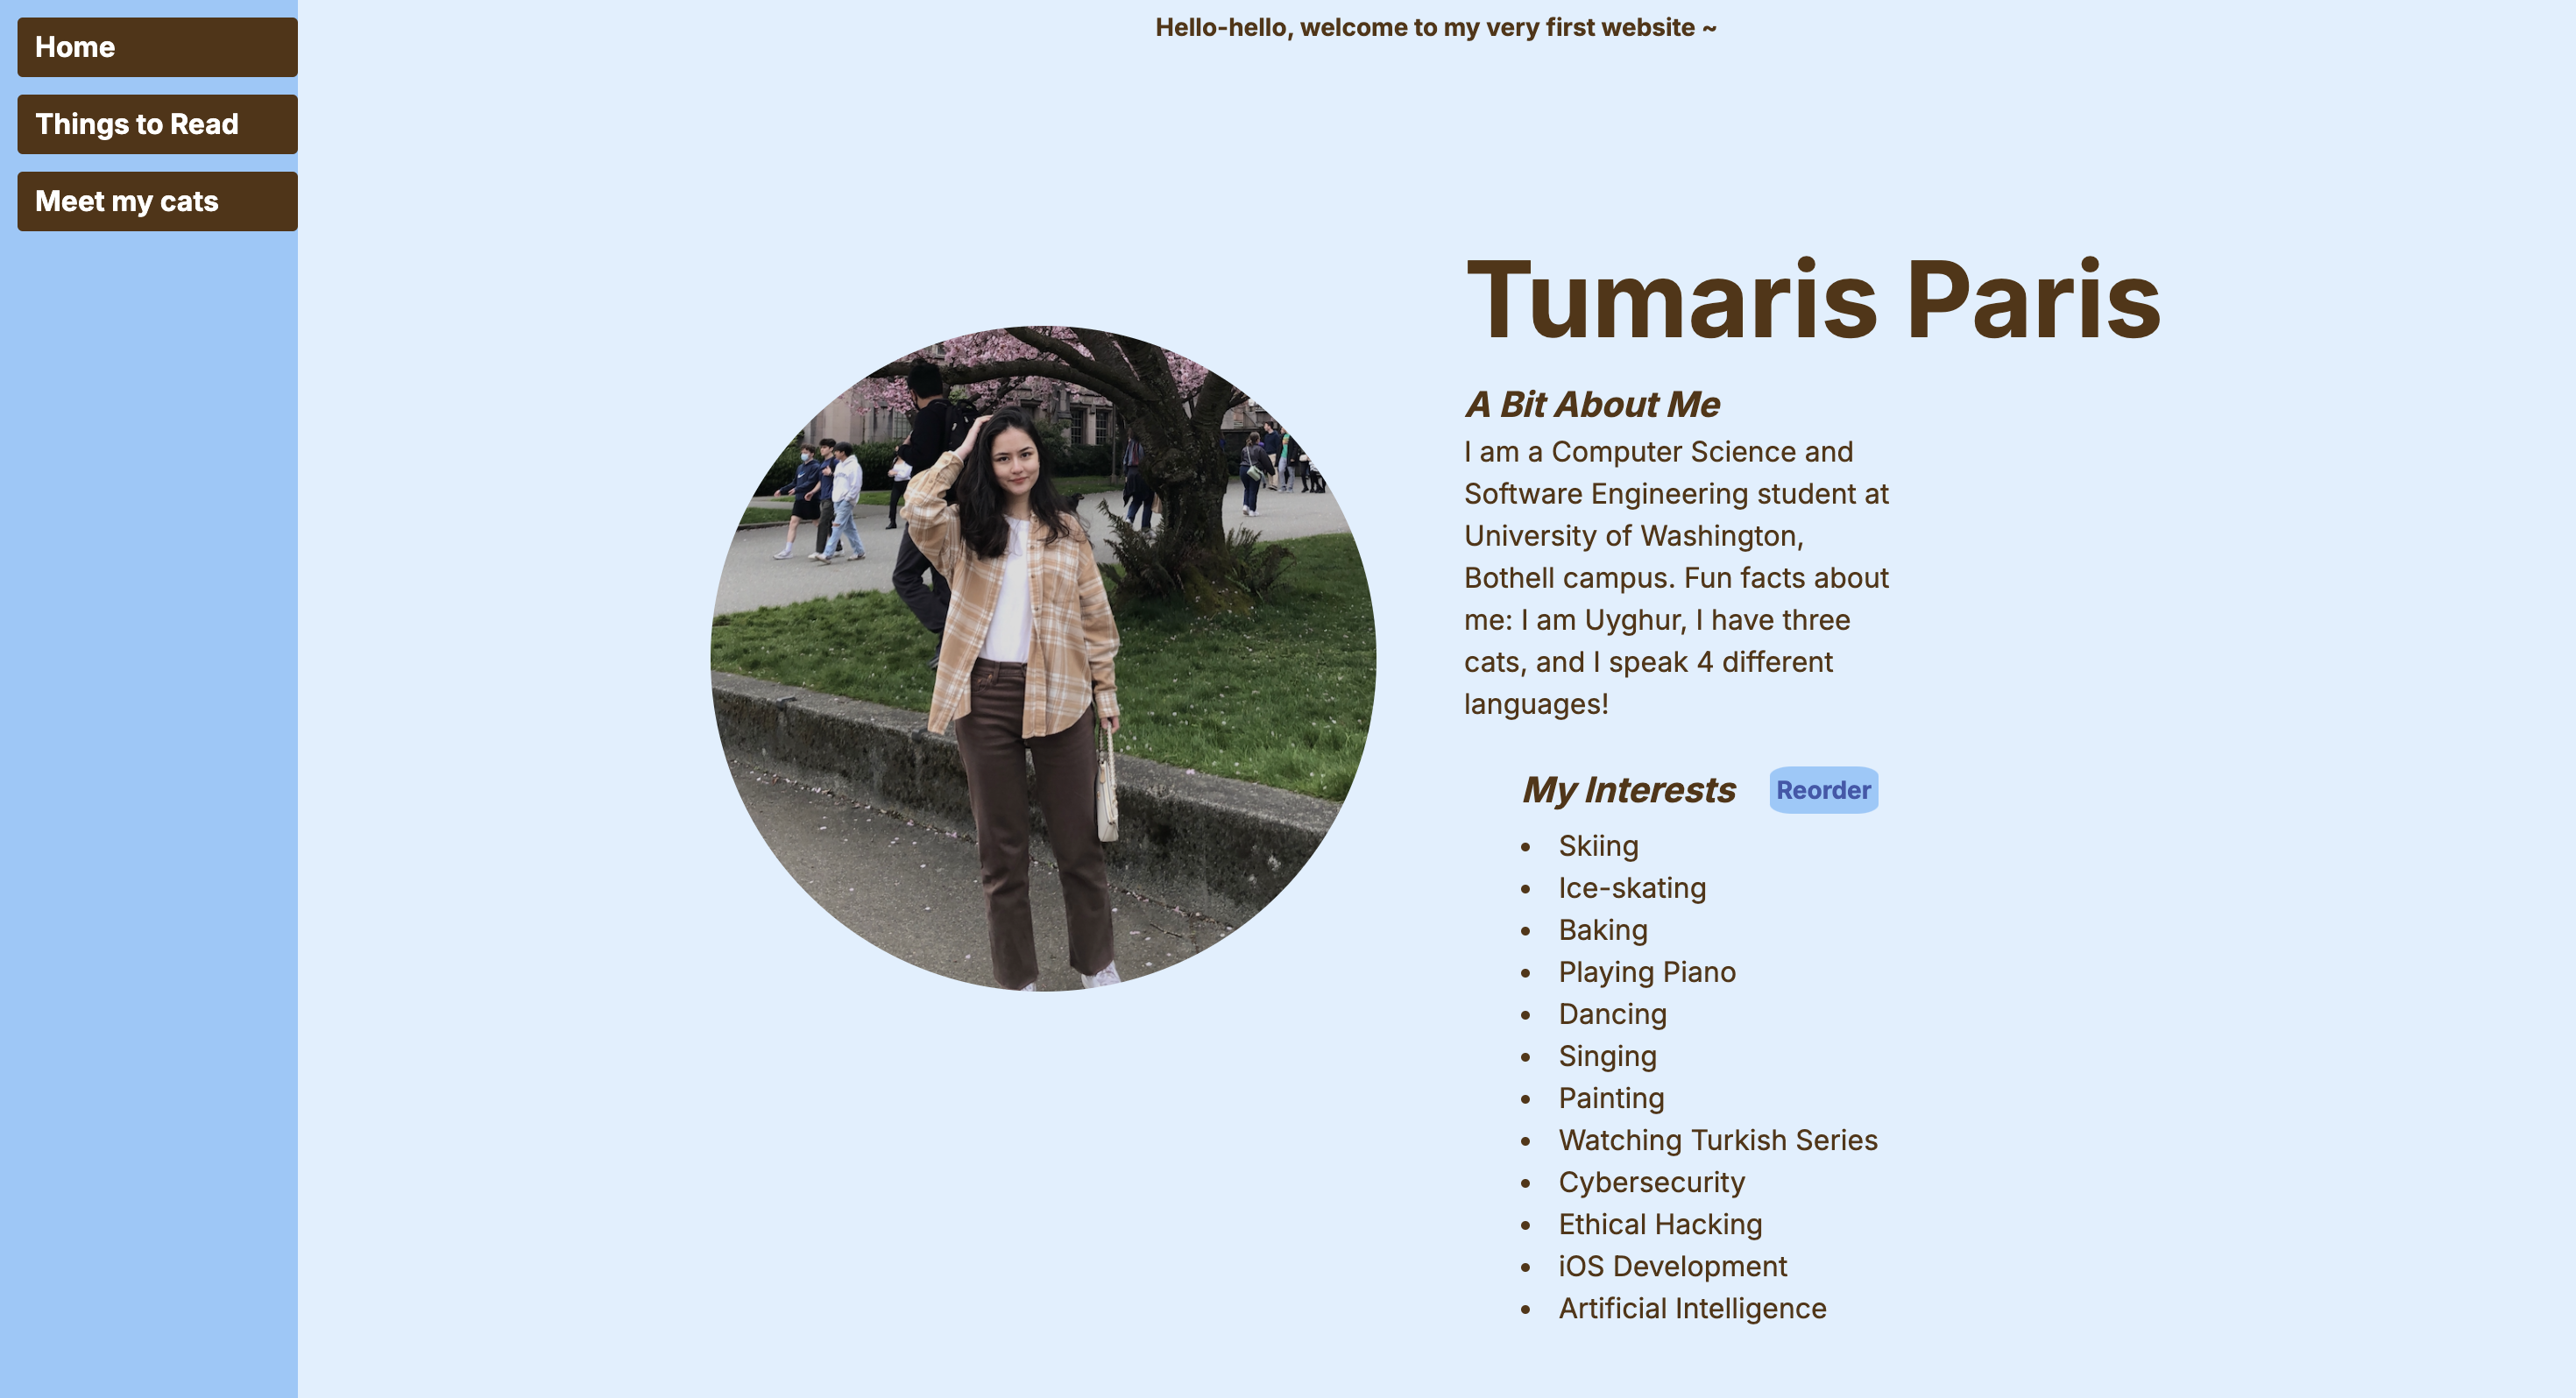 Home
Things to Read
Meet my cats
Hello-hello, welcome to my very first website ~
Tumaris Paris
A Bit About Me
I am a Computer Science and
Software Engineering student at
University of Washington,
Bothell campus. Fun facts about
me: I am Uyghur, I have three
cats, and I speak 4 different
languages!
My Interests Reorder
• Skiing
• Ice-skating
• Baking
• Playing Piano
• Dancing
• Singing
• Painting
• Watching Turkish Series
• Cybersecurity
• Ethical Hacking
• iOS Development
• Artificial Intelligence